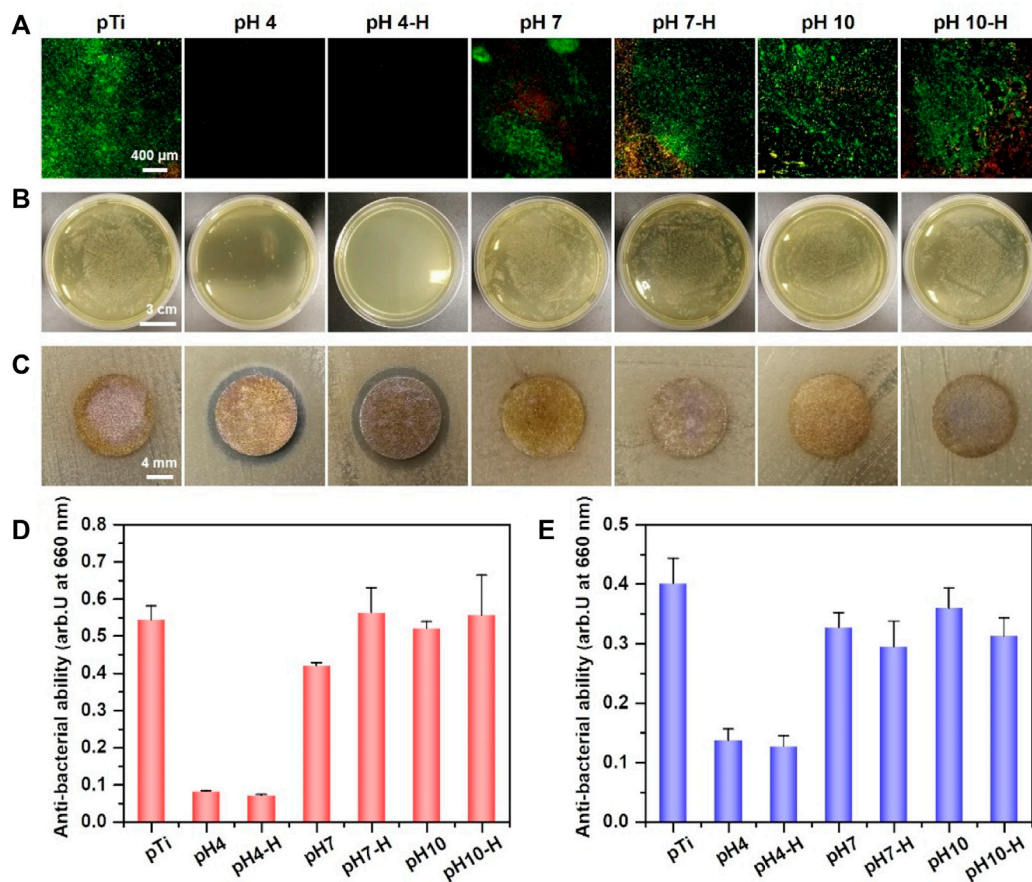 pTi pH 4 pH 4-H pH 7 pH 7-H pH 10 pH 10-H
A
400 μm
B
3 cm
C
4 mm
D
Anti-bacterial ability (arb.U at 660 nm)
0.8
0.7
0.6
0.5
0.4
0.3
0.2
0.1
0.0
pTi pH4 pH4-H pH7 pH7-H pH10 pH10-H
E
Anti-bacterial ability (arb.U at 660 nm)
0.5
0.4
0.3
0.2
0.1
0.0
pTi pH4 pH4-H pH7 pH7-H pH10 pH10-H